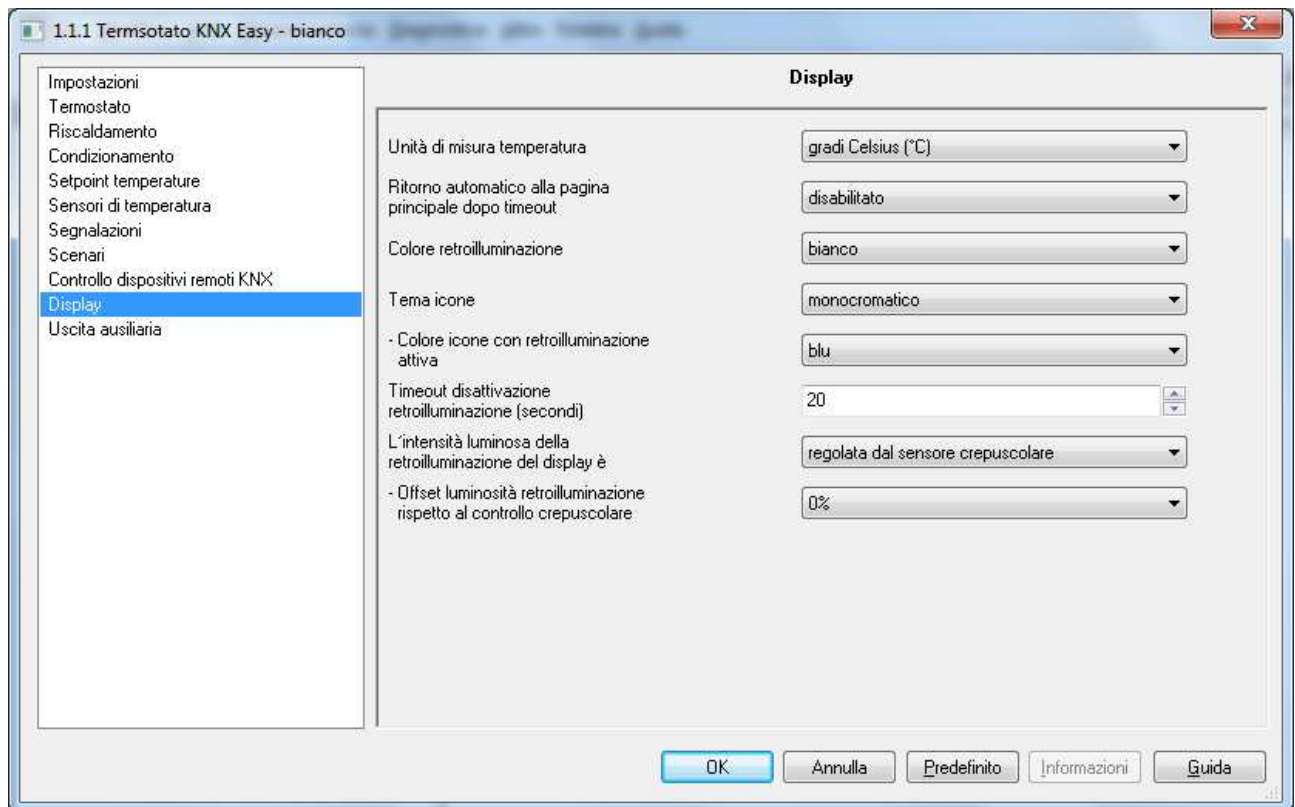 1.1.1 Termsotato KNX Easy - bianco
Impostazioni
Termostato
Riscaldamento
Condizionamento
Setpoint temperature
Sensori di temperatura
Segnalazioni
Scenari
Controllo dispositivi remoti KNX
Display
Uscita ausiliaria
Display
Unità di misura temperatura
gradi Celsius (°C)
Ritorno automatico alla pagina
principale dopo timeout
disabilitato
Colore retroilluminazione
bianco
Tema icone
monocromatico
- Colore icone con retroilluminazione
attiva
blu
Timeout disattivazione
retroilluminazione (secondi)
20
L´intensità luminosa della
retroilluminazione del display è
regolata dal sensore crepuscolare
- Offset luminosità retroilluminazione
rispetto al controllo crepuscolare
0%
OK
Annulla
Predefinito
Informazioni
Guida